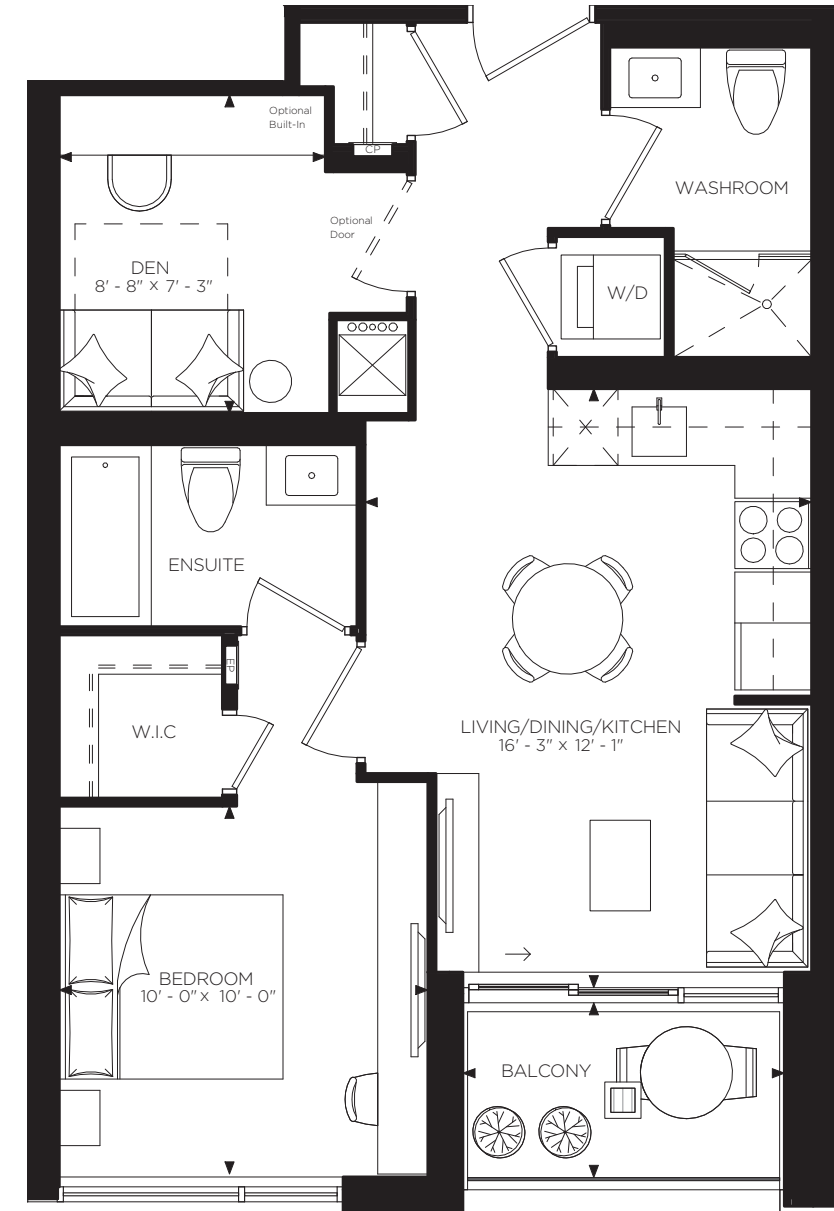 Optional
Built-In
CP
WASHROOM
Optional
Door
DEN
8' - 8" x 7' - 3"
W/D
ENSUITE
EP
W.I.C
LIVING/DINING/KITCHEN
16' - 3" x 12' - 1"
BEDROOM
10' - 0" x 10' - 0"
BALCONY